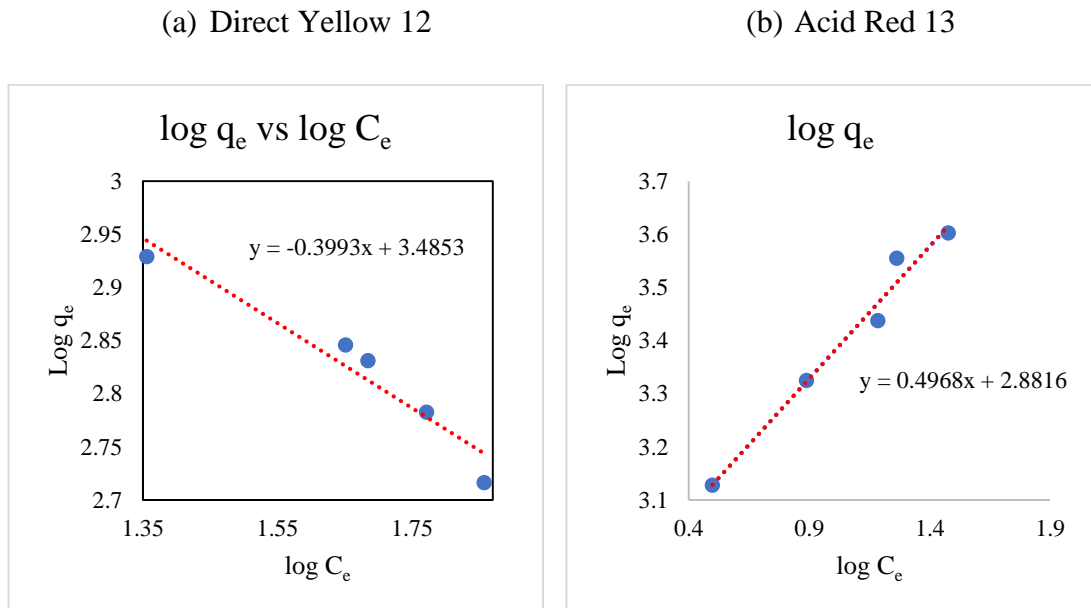 (a) Direct Yellow 12
(b) Acid Red 13
log qe vs log Ce
3
2.95
2.9
2.85
2.8
2.75
2.7
y = -0.3993x + 3.4853
Log qe
1.35
1.55
1.75
log Ce
log qe
3.7
3.6
3.5
3.4
3.3
3.2
3.1
y = 0.4968x + 2.8816
Log qe
0.4
0.9
1.4
1.9
log Ce